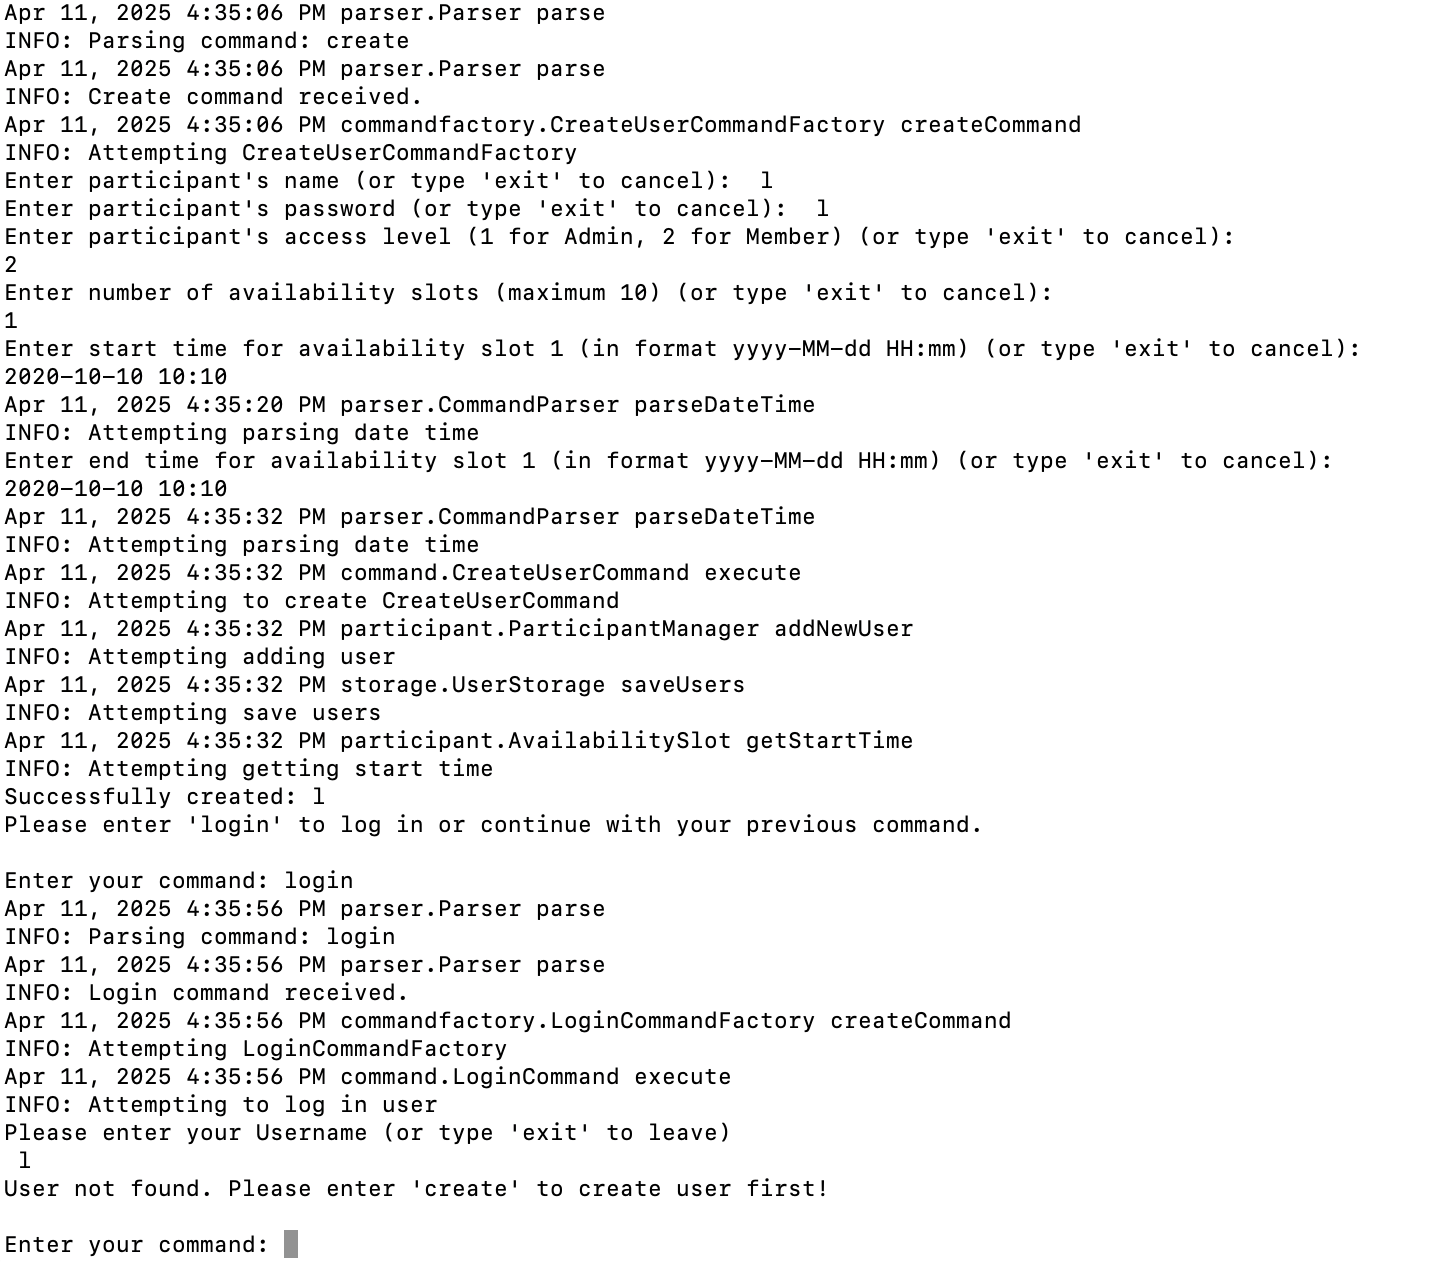 Apr 11, 2025 4:35:06 PM parser.Parser parse
INFO: Parsing command: create
Apr 11, 2025 4:35:06 PM parser.Parser parse
INFO: Create command received.
Apr 11, 2025 4:35:06 PM commandfactory.CreateUserCommandFactory createCommand
INFO: Attempting CreateUserCommandFactory
Enter participant's name (or type 'exit' to cancel):  l
Enter participant's password (or type 'exit' to cancel):  l
Enter participant's access level (1 for Admin, 2 for Member) (or type 'exit' to cancel):
2
Enter number of availability slots (maximum 10) (or type 'exit' to cancel):
1
Enter start time for availability slot 1 (in format yyyy-MM-dd HH:mm) (or type 'exit' to cancel):
2020-10-10 10:10
Apr 11, 2025 4:35:20 PM parser.CommandParser parseDateTime
INFO: Attempting parsing date time
Enter end time for availability slot 1 (in format yyyy-MM-dd HH:mm) (or type 'exit' to cancel):
2020-10-10 10:10
Apr 11, 2025 4:35:32 PM parser.CommandParser parseDateTime
INFO: Attempting parsing date time
Apr 11, 2025 4:35:32 PM command.CreateUserCommand execute
INFO: Attempting to create CreateUserCommand
Apr 11, 2025 4:35:32 PM participant.ParticipantManager addNewUser
INFO: Attempting adding user
Apr 11, 2025 4:35:32 PM storage.UserStorage saveUsers
INFO: Attempting save users
Apr 11, 2025 4:35:32 PM participant.AvailabilitySlot getStartTime
INFO: Attempting getting start time
Successfully created: l
Please enter 'login' to log in or continue with your previous command.

Enter your command: login
Apr 11, 2025 4:35:56 PM parser.Parser parse
INFO: Parsing command: login
Apr 11, 2025 4:35:56 PM parser.Parser parse
INFO: Login command received.
Apr 11, 2025 4:35:56 PM commandfactory.LoginCommandFactory createCommand
INFO: Attempting LoginCommandFactory
Apr 11, 2025 4:35:56 PM command.LoginCommand execute
INFO: Attempting to log in user
Please enter your Username (or type 'exit' to leave)
 l
User not found. Please enter 'create' to create user first!

Enter your command: